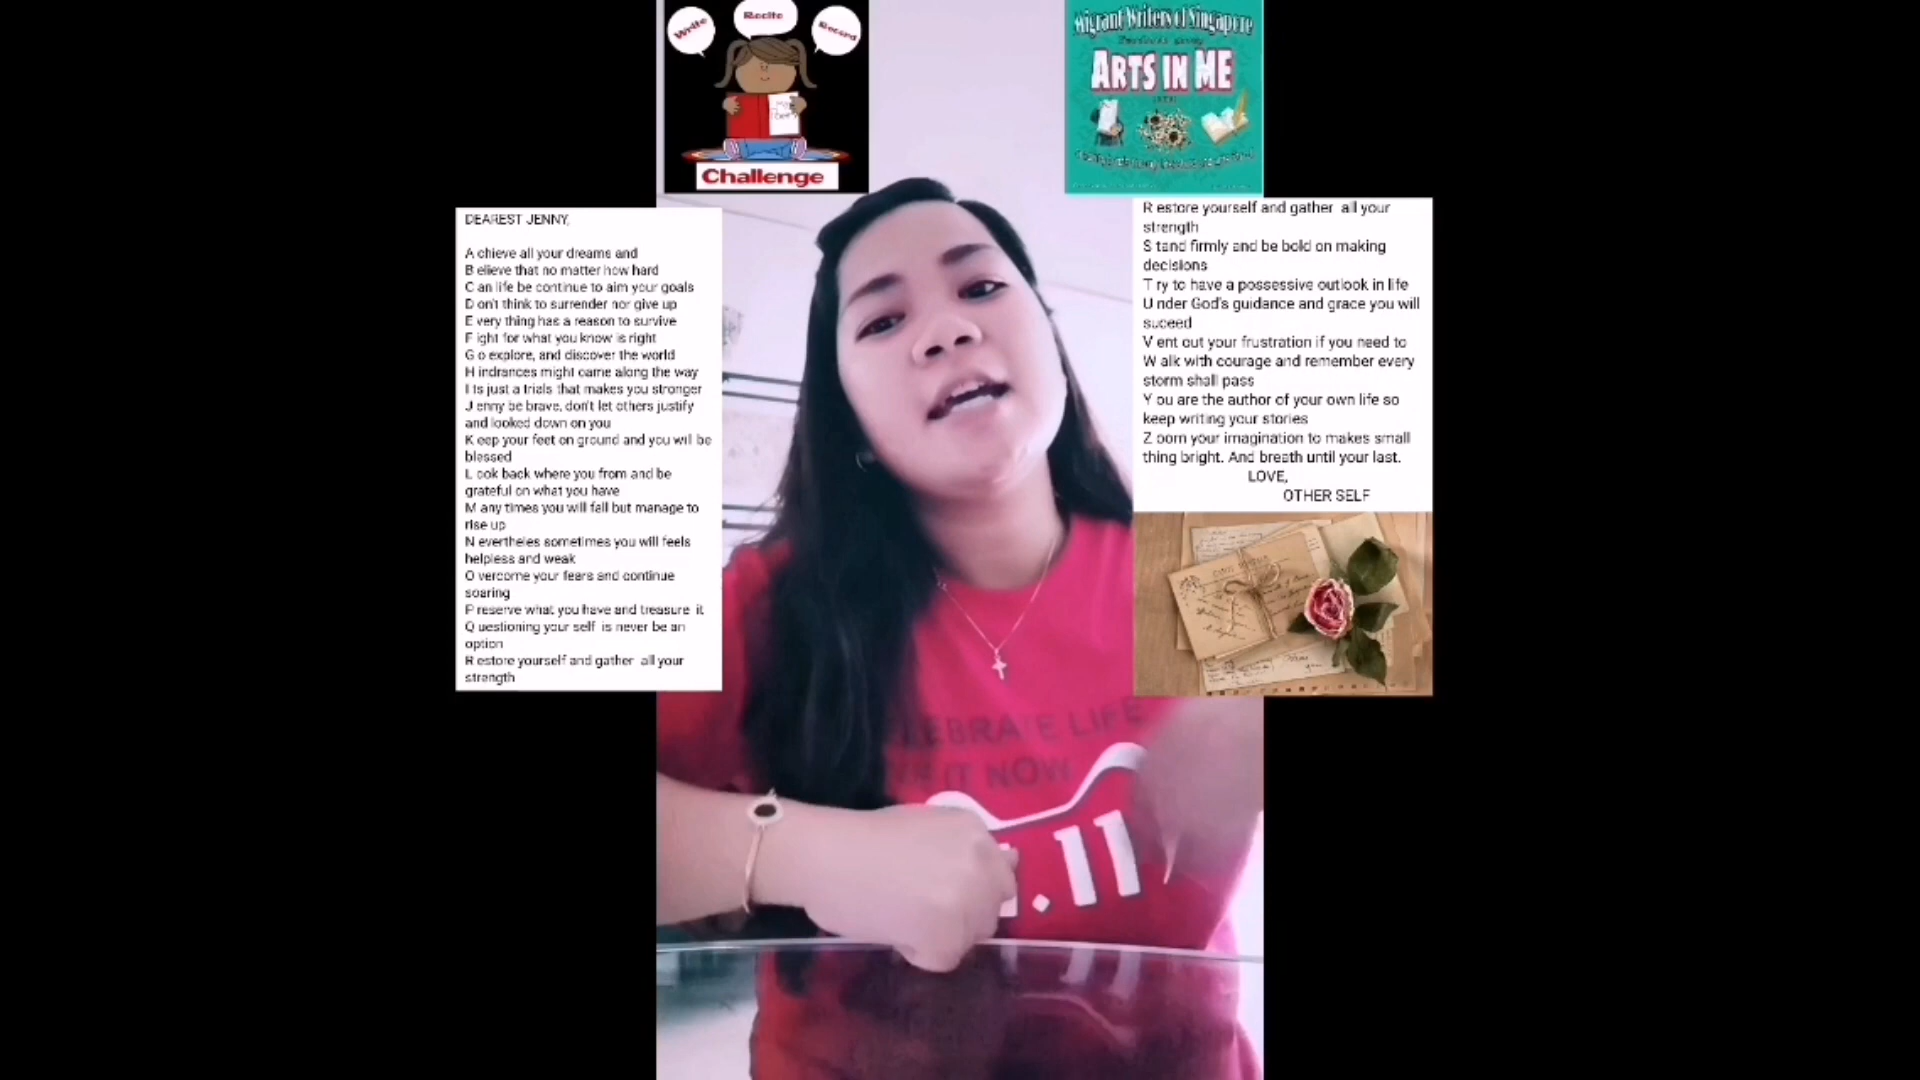 Write
Recite
Record
Challenge
Migrant Writers of Singapore
ARTS IN ME
DEAREST JENNY,
A chieve all your dreams and
B elieve that no matter how hard
C an life be continue to aim your goals
D on't think to surrender nor give up
E very thing has a reason to survive
F ight for what you know is right
G o explore, and discover the world
H indrances might came along the way
I ts just a trials that makes you stronger
J enny be brave, don't let others justify
and looked down on you
K eep your feet on ground and you will be
blessed
L ook back where you from and be
grateful on what you have
M any times you will fall but manage to
rise up
N evertheles sometimes you will feels
helpless and weak
O vercome your fears and continue
soaring
P reserve what you have and treasure it
Q uestioning your self is never be an
option
R estore yourself and gather all your
strength
R estore yourself and gather all your
strength
S tand firmly and be bold on making
decisions
T ry to have a possessive outlook in life
U nder God's guidance and grace you will
suceed
V ent out your frustration if you need to
W alk with courage and remember every
storm shall pass
Y ou are the author of your own life so
keep writing your stories
Z oom your imagination to makes small
thing bright. And breath until your last.
LOVE,
OTHER SELF
LEBRATE LIFE
IT NOW
.11